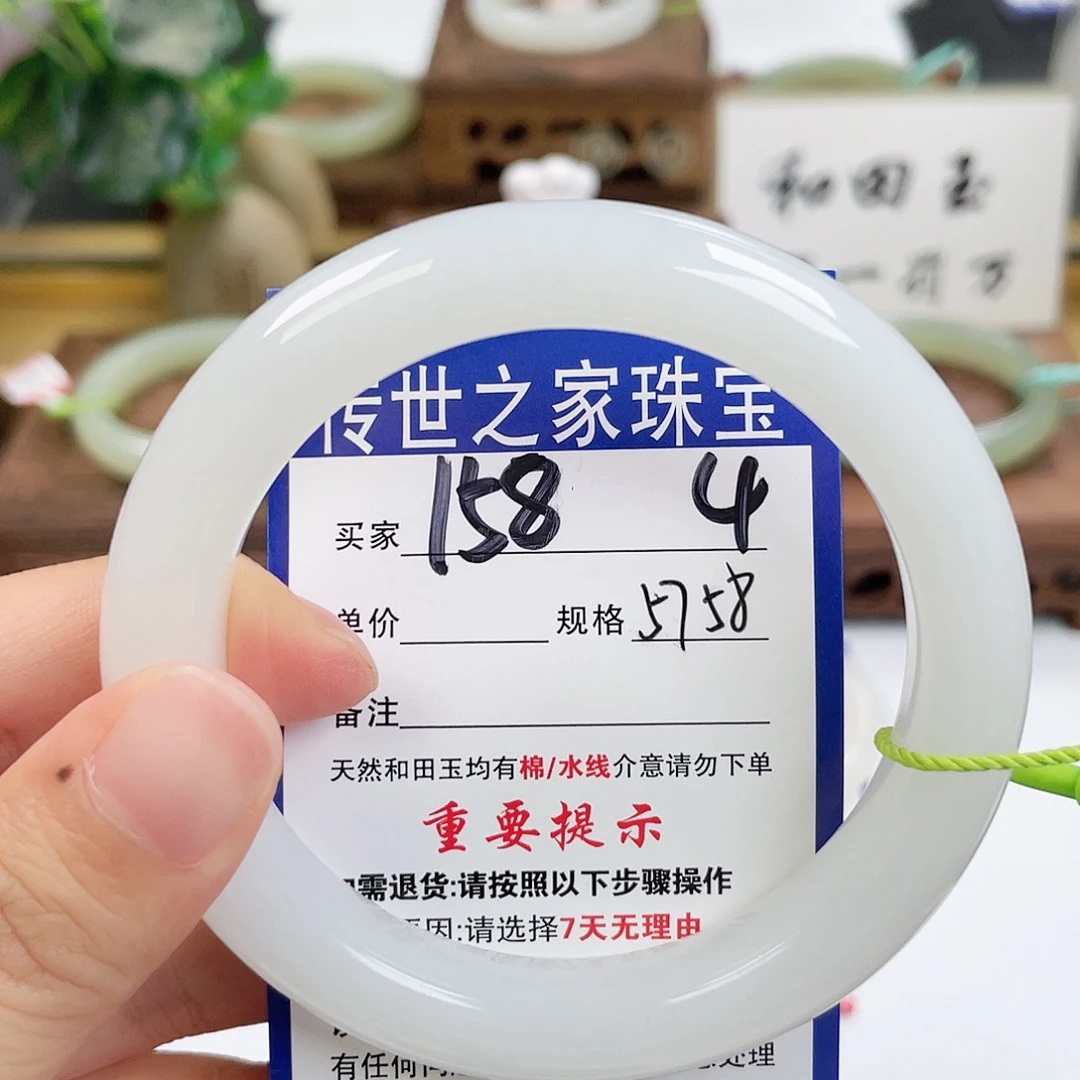 和田玉
一万
传世之家珠宝
买家 158 4
单价 规格 5758
备注
天然和田玉均有棉/水线介意请勿下单
重要提示
需退货:请按照以下步骤操作
因:请选择7天无理由
有任何 处理